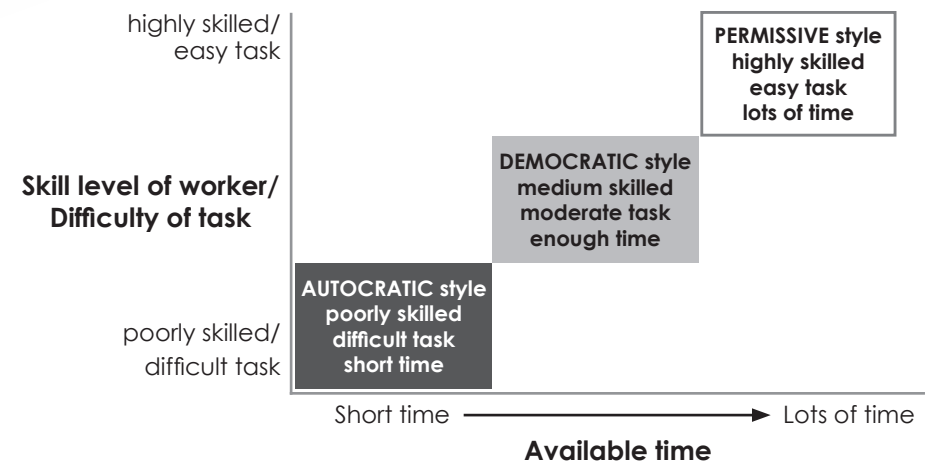 highly skilled/
easy task
PERMISSIVE style
highly skilled
easy task
lots of time
Skill level of worker/
Difficulty of task
DEMOCRATIC style
medium skilled
moderate task
enough time
AUTOCRATIC style
poorly skilled
difficult task
short time
poorly skilled/
difficult task
Short time
Lots of time
Available time